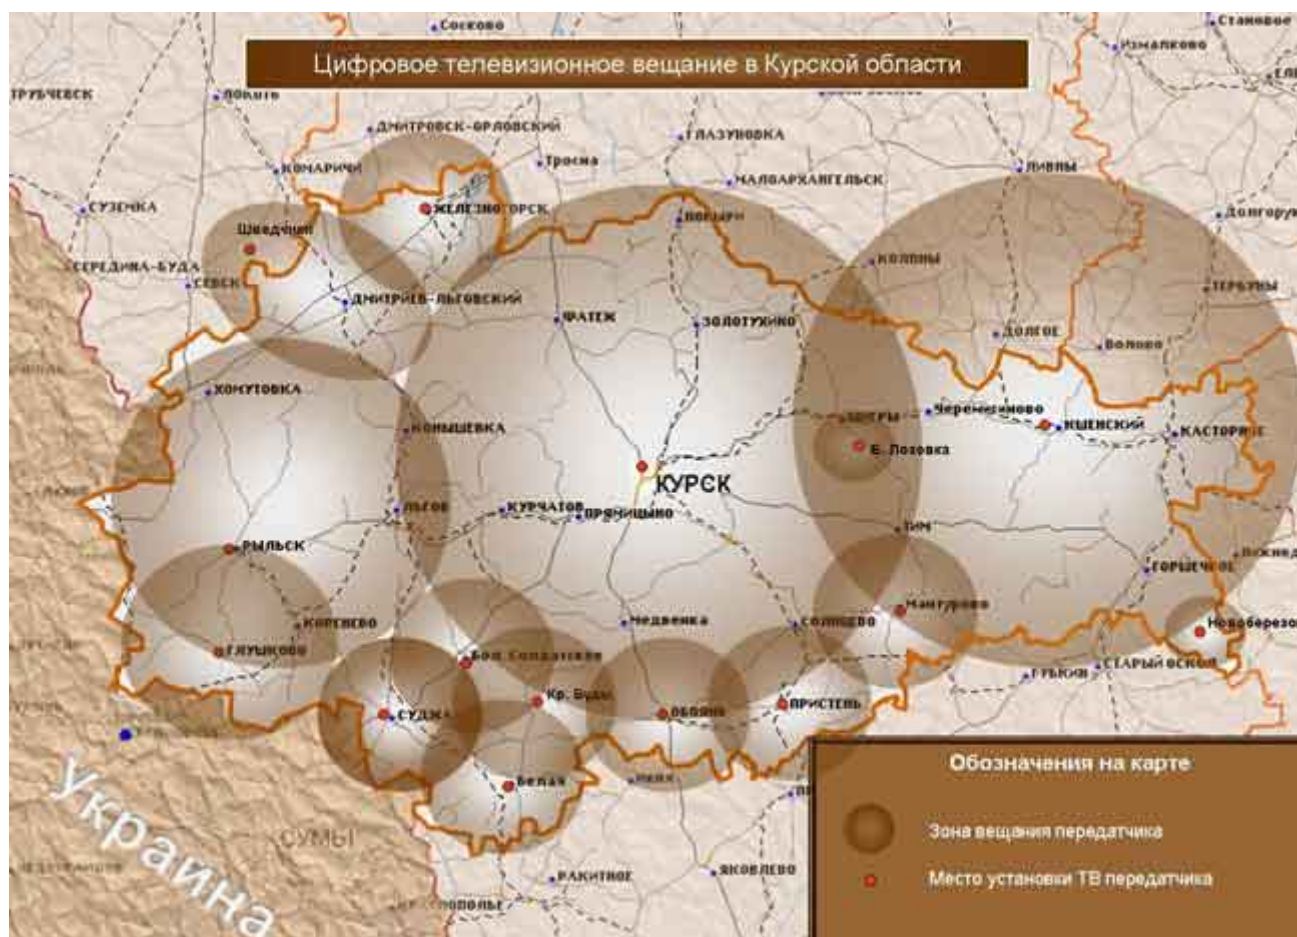 Сосково
Становое
Измалково
Цифровое телевизионное вещание в Курской области
ТРУБЧЕВСК
ЛОКОТЬ
ДМИТРОВСК-ОРЛОВСКИЙ
ГЛАЗУНОВКА
КОМАРИЧИ
Тросна
ЛИВНЫ
МАЛОАРХАНГЕЛЬСК
СУЗЕМКА
ЖЕЛЕЗНОГОРСК
ПОНЫРИ
Шведчики
СЕРЕДИНА-БУДА
СЕВСК
КОЛПНЫ
ТЕРБУНЫ
ДМИТРИЕВ-ЛЬГОВСКИЙ
ФАТЕЖ
ЗОЛОТУХИНО
ДОЛГОЕ
Волово
ХОМУТОВКА
Черемисиново
КОНЫШЕВКА
ЩИГРЫ
КШЕНСКИЙ
КАСТОРНОЕ
Б. Лозовка
КУРСК
ЛЬГОВ
КУРЧАТОВ
ПРЯМИЦЫНО
ТИМ
РЫЛЬСК
ГОРШЕЧНОЕ
Мантурово
КОРЕНЕВО
Медвенка
СОЛНЦЕВО
ГЛУШКОВО
Бол. Солдатское
СТАРЫЙ ОСКОЛ
ГУБКИН
Кр. Яруга
СУДЖА
ОБОЯНЬ
ПРИСТЕНЬ
Белая
Обозначения на карте
Зона вещания передатчика
Место установки ТВ передатчика
Украина
СУМЫ
РАКИТНОЕ
ЯКОВЛЕВО